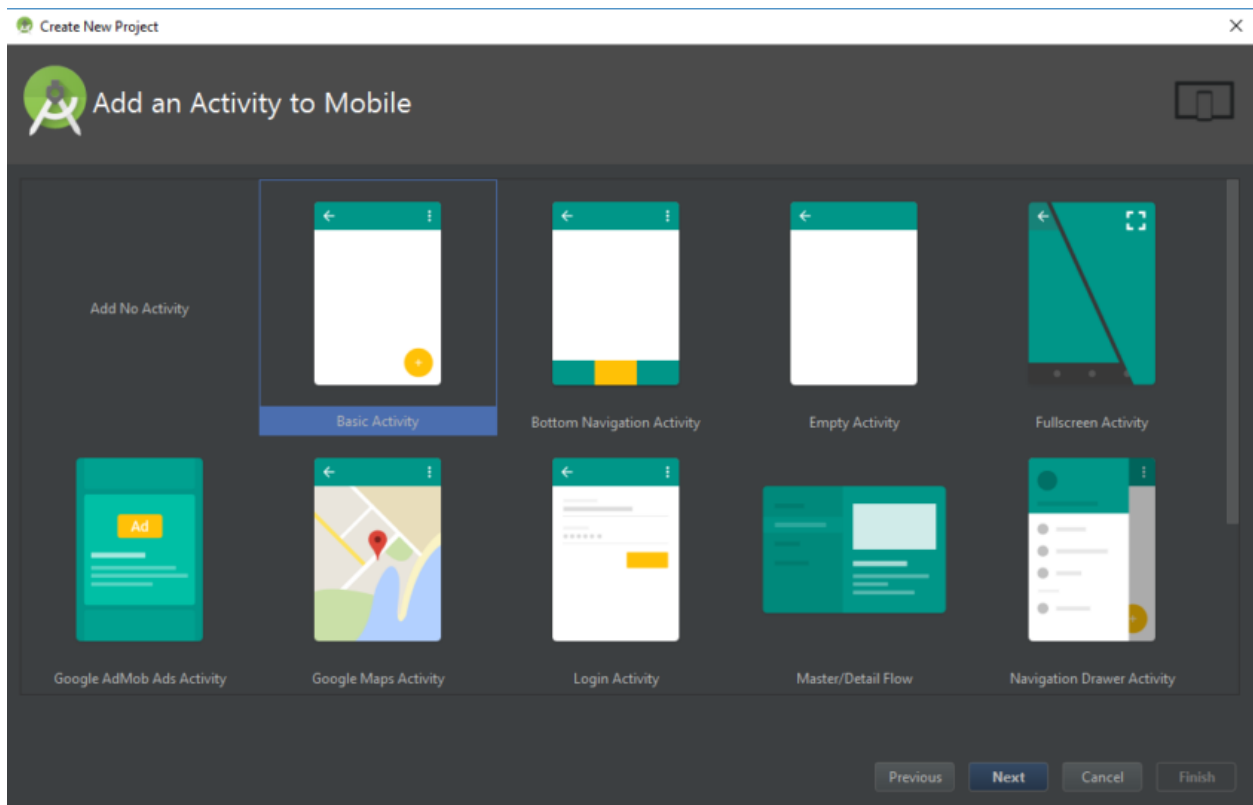 Create New Project
Add an Activity to Mobile
Add No Activity
Basic Activity
Bottom Navigation Activity
Empty Activity
Fullscreen Activity
Ad
Google AdMob Ads Activity
Google Maps Activity
Login Activity
Master/Detail Flow
Navigation Drawer Activity
Previous
Next
Cancel
Finish